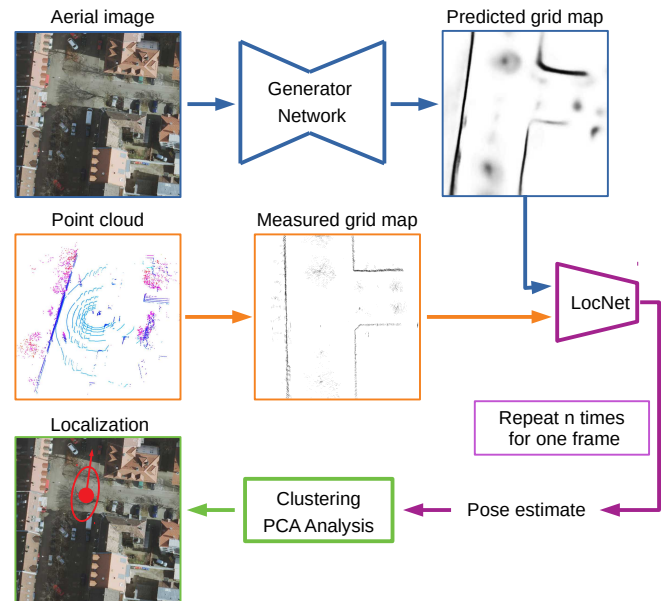 Aerial image
Predicted grid map
Generator
Network
Point cloud
Measured grid map
LocNet
Repeat n times
for one frame
Localization
Clustering
PCA Analysis
Pose estimate